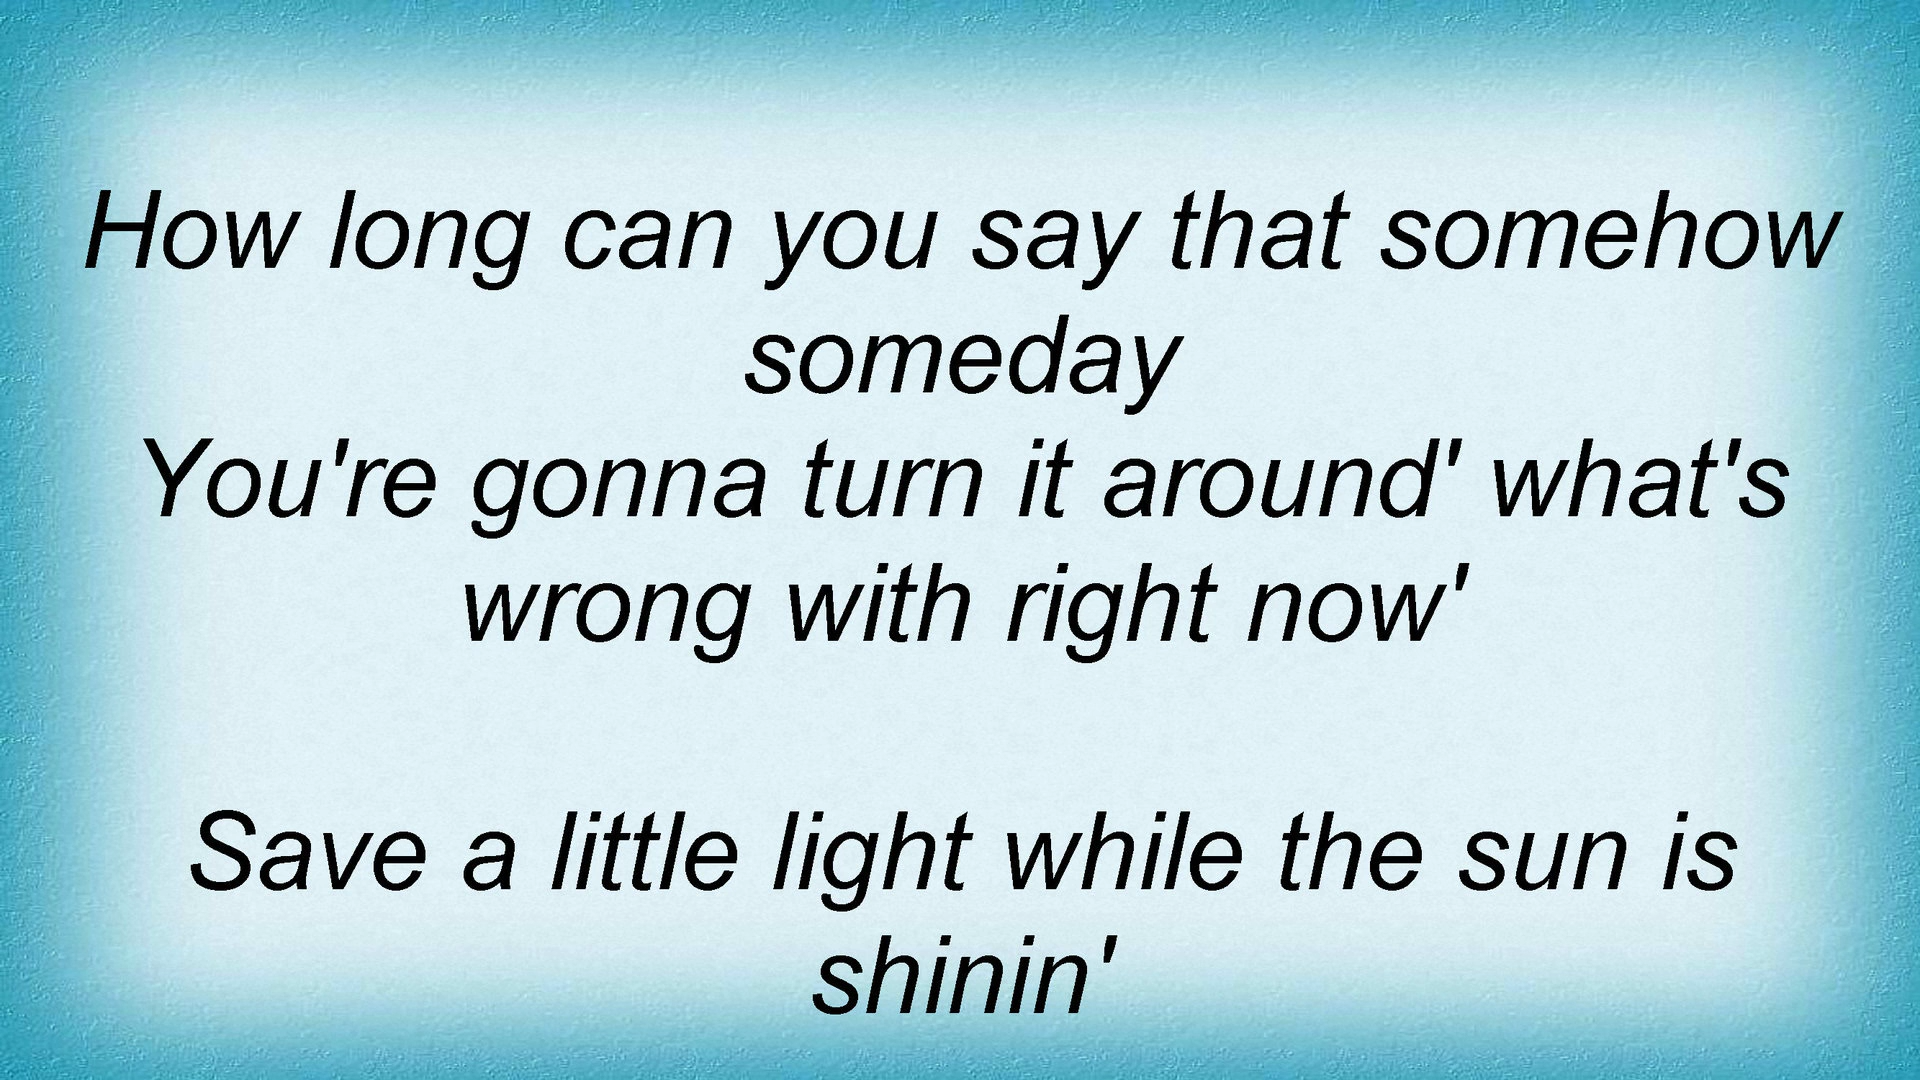 How long can you say that somehow
someday
You're gonna turn it around' what's
wrong with right now'
Save a little light while the sun is
shinin'